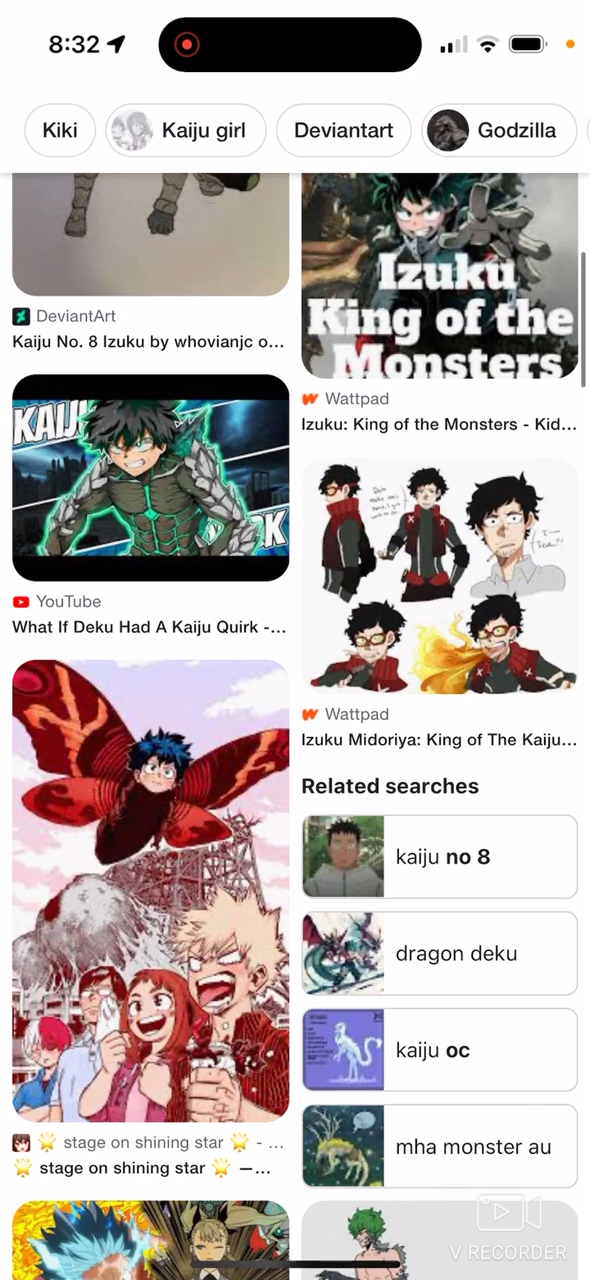 8:32
Kiki
Kaiju girl
Deviantart
Godzilla
DeviantArt
Kaiju No. 8 Izuku by whovianjc o...
KAIJU
What If Deku Had A Kaiju Quirk -...
YouTube
stage on shining star - ...
stage on shining star —...
Izuku
King of the
Monsters
Wattpad
Izuku: King of the Monsters - Kid...
Wattpad
Izuku Midoriya: King of The Kaiju...
Related searches
kaiju no 8
dragon deku
kaiju oc
mha monster au
V RECORDER